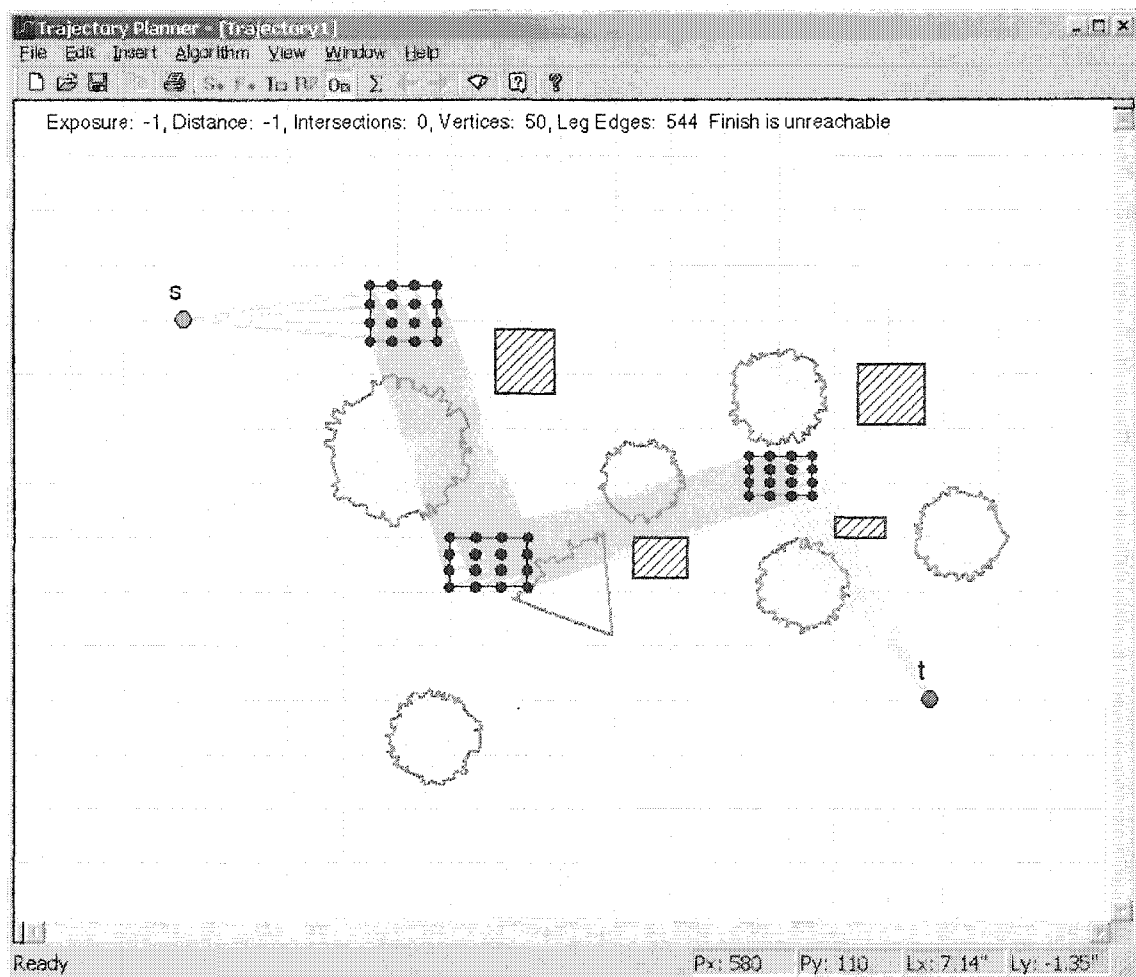 Trajectory Planner - [Trajectory1]
File Edit Insert Algorithm View Window Help
Exposure: -1, Distance: -1, Intersections: 0, Vertices: 50, Leg Edges: 544 Finish is unreachable
s
t
Ready Px: 580 Py: 110 Lx: 7.14" Ly: -1.35"